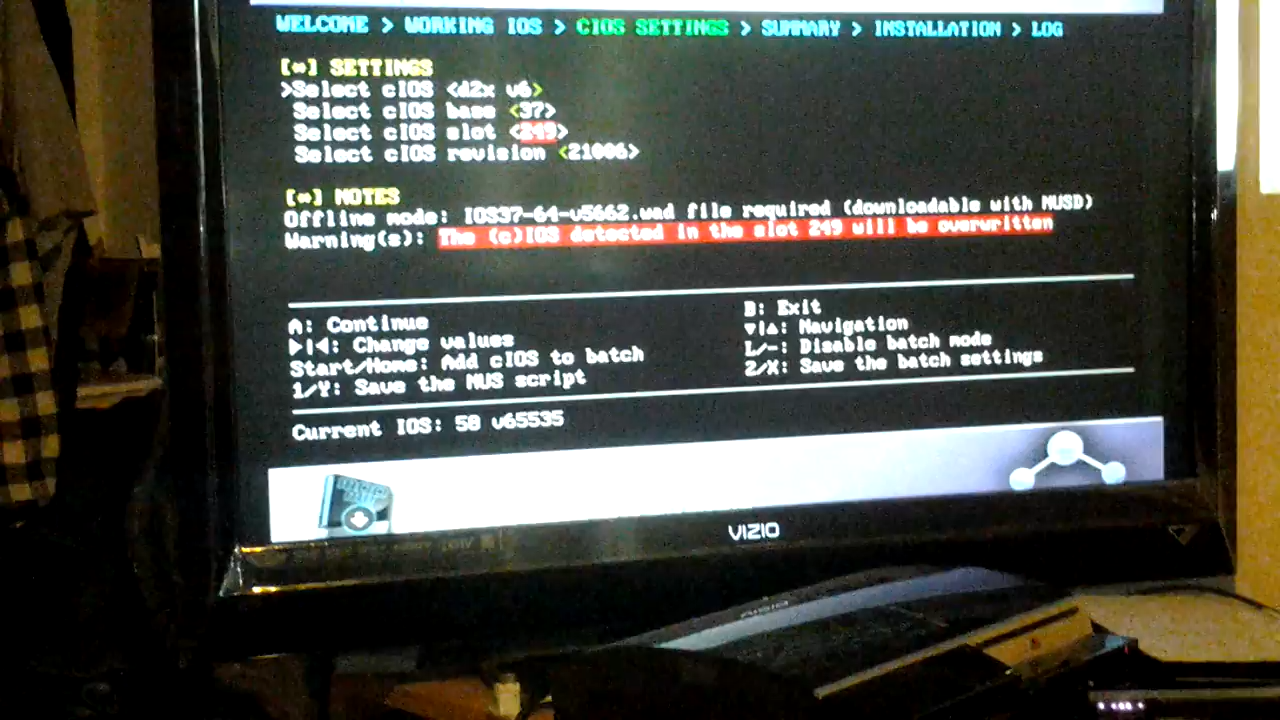 WELCOME > WORKING IOS > CIOS SETTINGS > SUMMARY > INSTALLATION > LOG
[*] SETTINGS
>Select cIOS <d2x v6>
Select cIOS base <37>
Select cIOS slot <249>
Select cIOS revision <21006>
[*] NOTES
Offline mode: IOS37-64-v5662.wad file required (downloadable with NUSD)
Warning(s): The (c)IOS detected in the slot 249 will be overwritten
A: Continue
B: Exit
►|◄: Change values
▼|▲: Navigation
Start/Home: Add cIOS to batch
L/-: Disable batch mode
1/Y: Save the NUS script
2/X: Save the batch settings
Current IOS: 58 v65535
VIZIO